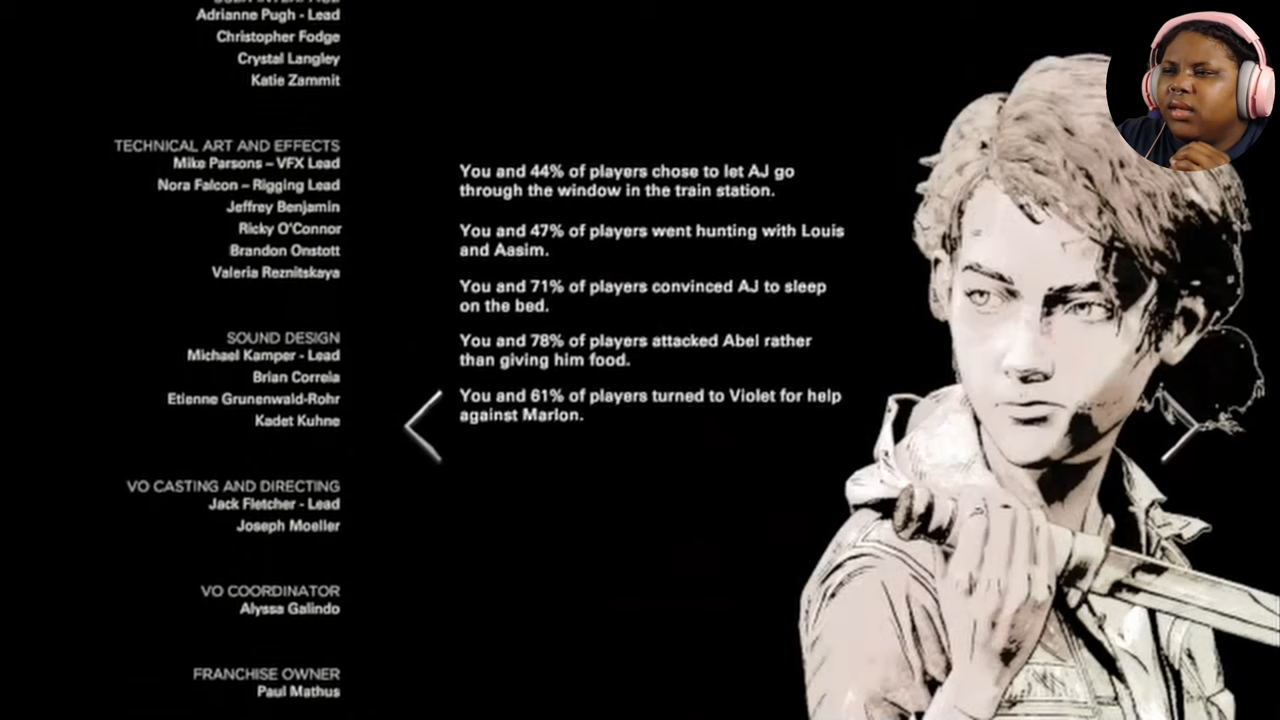 Adrianne Pugh - Lead
Christopher Fodge
Crystal Langley
Katie Zammit
TECHNICAL ART AND EFFECTS
Mike Parsons – VFX Lead
Nora Falcon – Rigging Lead
Jeffrey Benjamin
Ricky O'Connor
Brandon Onstott
Valeria Reznitskaya
SOUND DESIGN
Michael Kamper - Lead
Brian Correia
Etienne Grunenwald-Rohr
Kadet Kuhne
VO CASTING AND DIRECTING
Jack Fletcher - Lead
Joseph Moeller
VO COORDINATOR
Alyssa Galindo
FRANCHISE OWNER
Paul Mathus
You and 44% of players chose to let AJ go
through the window in the train station.
You and 47% of players went hunting with Louis
and Aasim.
You and 71% of players convinced AJ to sleep
on the bed.
You and 78% of players attacked Abel rather
than giving him food.
You and 61% of players turned to Violet for help
against Marlon.